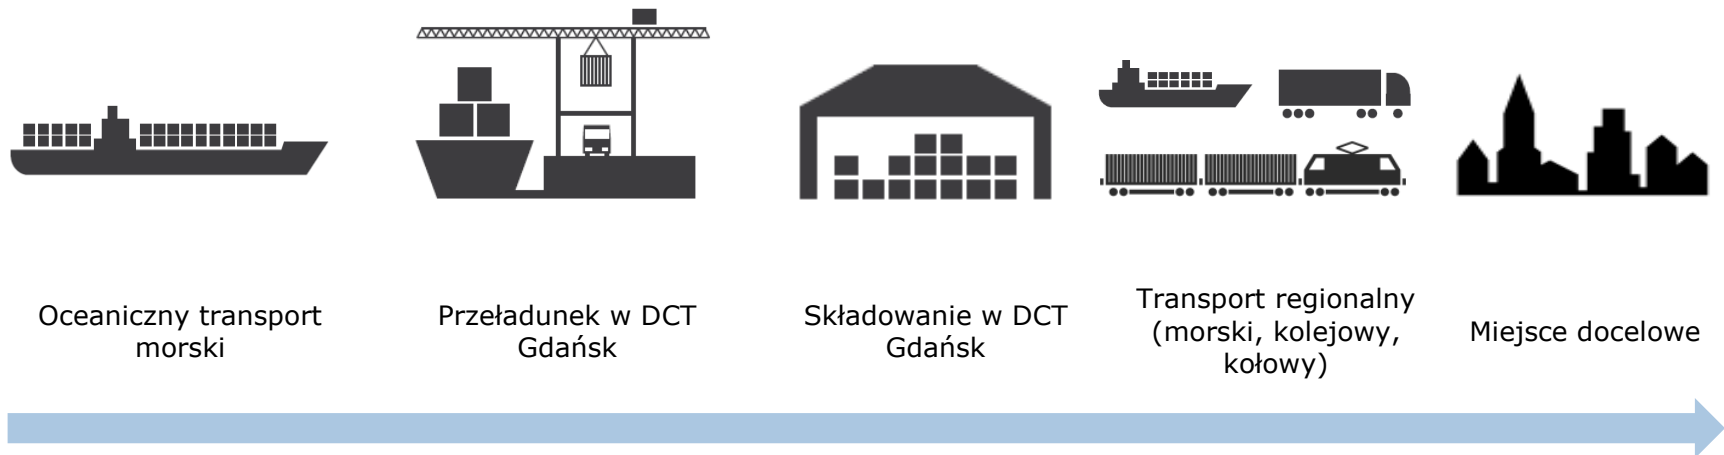 Oceaniczny transport
morski
Przeładunek w DCT
Gdańsk
Składowanie w DCT
Gdańsk
Transport regionalny
(morski, kolejowy,
kołowy)
Miejsce docelowe